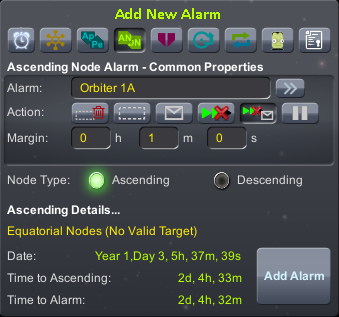 Add New Alarm
Ap Pe AN DN
Ascending Node Alarm - Common Properties
Alarm: Orbiter 1A
Action:
Margin: 0 h 1 m 0 s
Node Type: Ascending Descending
Ascending Details...
Equatorial Nodes (No Valid Target)
Date: Year 1,Day 3, 5h, 37m, 39s
Time to Ascending: 2d, 4h, 33m
Time to Alarm: 2d, 4h, 32m
Add Alarm